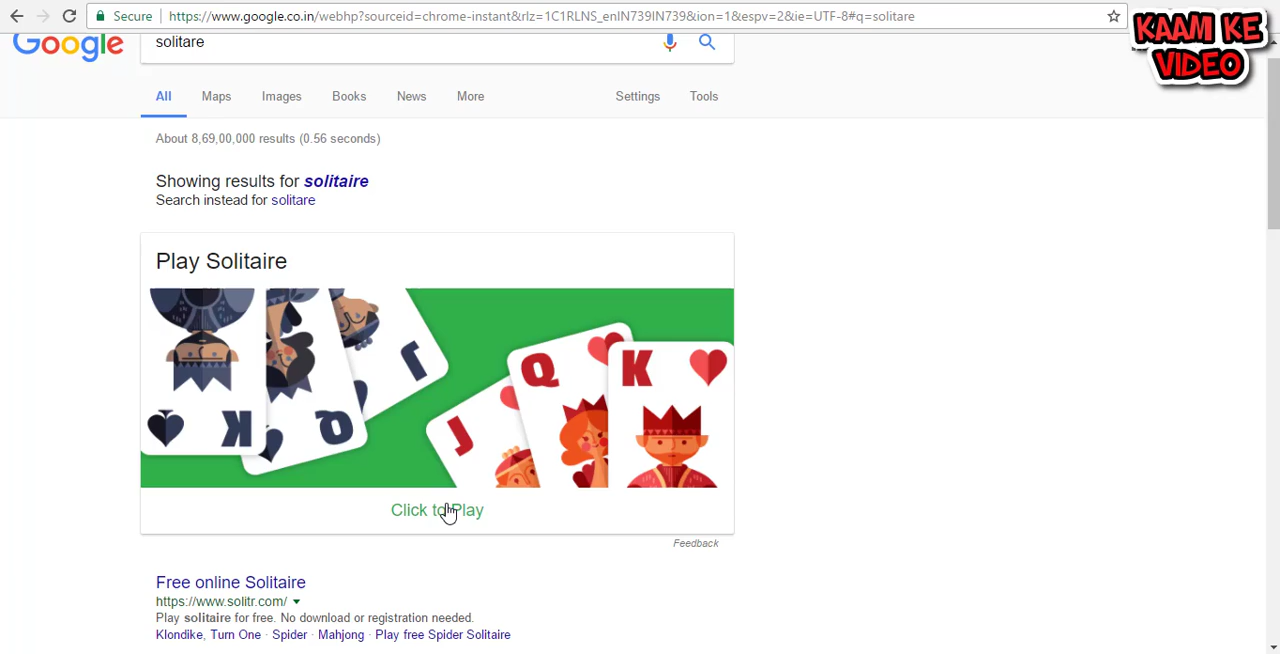 Secure https://www.google.co.in/webhp?sourceid=chrome-instant&rlz=1C1RLNS_enIN739IN739&ion=1&espv=2&ie=UTF-8#q=solitare
KAAM KE
VIDEO
Google solitare
All Maps Images Books News More Settings Tools
About 8,69,00,000 results (0.56 seconds)
Showing results for solitaire
Search instead for solitare
Play Solitaire
J Q K
K Q J
Click to Play
Feedback
Free online Solitaire
https://www.solitr.com/
Play solitaire for free. No download or registration needed.
Klondike, Turn One · Spider · Mahjong · Play free Spider Solitaire